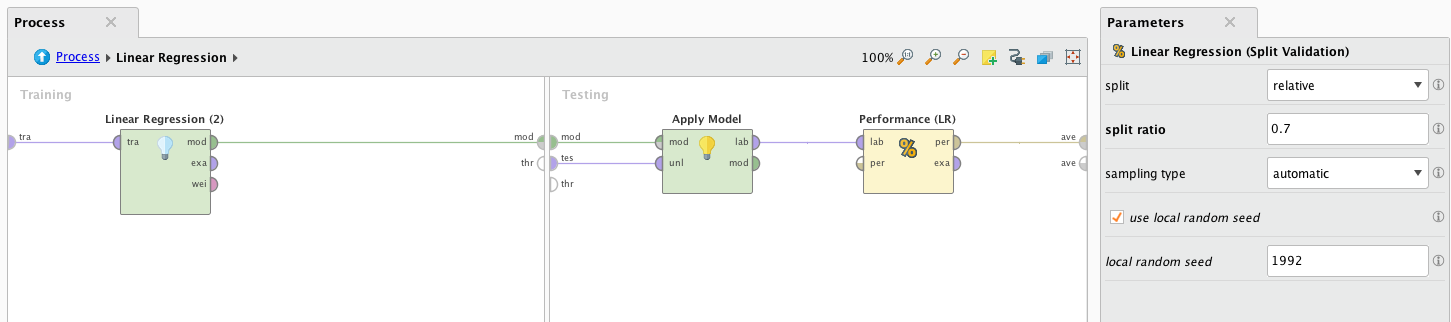 Process
Process Linear Regression
100%
Training
Linear Regression (2)
tra
tra
mod
exa
wei
mod
thr
Testing
mod
tes
thr
Apply Model
mod
unl
lab
mod
Performance (LR)
lab
per
per
exa
%
ave
ave
Parameters
% Linear Regression (Split Validation)
split
relative
split ratio
0.7
sampling type
automatic
use local random seed
local random seed
1992